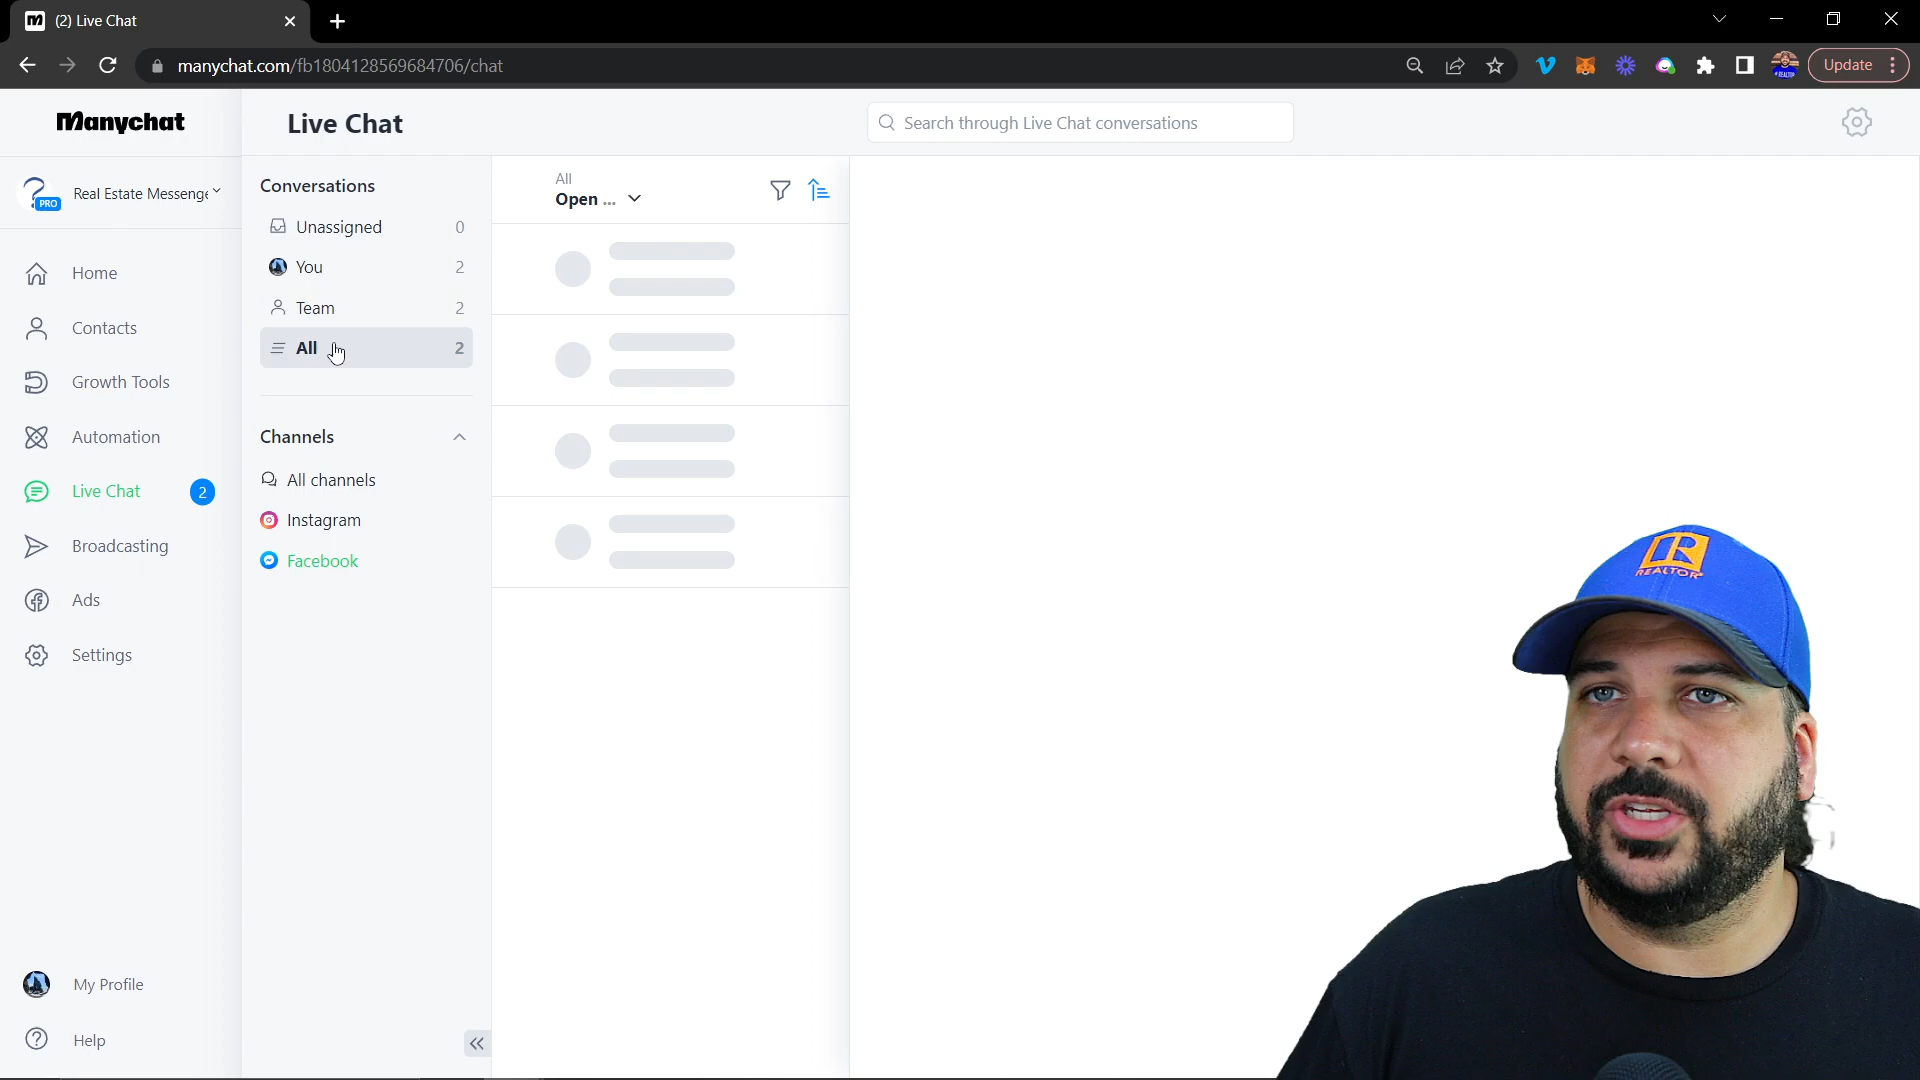 (2) Live Chat
manychat.com/fb1804128569684706/chat
Update
Manychat
Live Chat
Search through Live Chat conversations
PRO
Real Estate Messenge
Home
Contacts
Growth Tools
Automation
Live Chat 2
Broadcasting
Ads
Settings
My Profile
Help
Conversations
Unassigned 0
You 2
Team 2
All 2
Channels
All channels
Instagram
Facebook
All
Open ...
R
REALTOR®